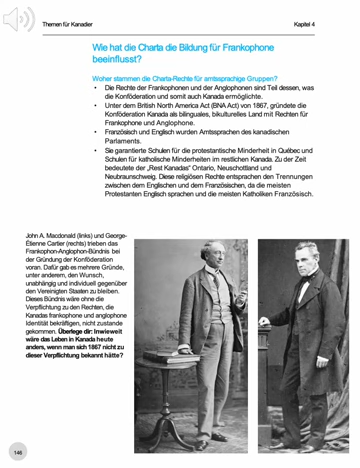 Themen für Kanadier
Kapitel 4
Wie hat die Charta die Bildung für Frankophone
beeinflusst?
Woher stammen die Charta-Rechte für amtssprachige Gruppen?
• Die Rechte der Frankophonen und der Anglophonen sind Teil dessen, was
die Konföderation und somit auch Kanada ermöglichte.
• Unter dem British North America Act (BNA Act) von 1867, gründete die
Konföderation Kanada als bilinguales, bikulturelles Land mit Rechten für
Frankophone und Anglophone.
• Französisch und Englisch wurden Amtssprachen des kanadischen
Parlaments.
• Sie garantierte Schulen für die protestantische Minderheit in Québec und
Schulen für katholische Minderheiten im restlichen Kanada. Zu der Zeit
bedeutete der „Rest Kanadas" Ontario, Neuschottland und
Neubraunschweig. Diese religiösen Rechte entsprechen den Trennungen
zwischen dem Englischen und dem Französischen, da die meisten
Protestanten Englisch sprachen und die meisten Katholiken Französisch.
John A. Macdonald (links) und George-
Étienne Cartier (rechts) trieben das
Frankophon-Anglophon-Bündnis bei
der Gründung der Konföderation
voran. Dafür gab es mehrere Gründe,
unter anderem, den Wunsch,
unabhängig und individuell gegenüber
den Vereinigten Staaten zu bleiben.
Dieses Bündnis wäre ohne die
Verpflichtung zu den Rechten, die
Kanadas frankophone und anglophone
Identität bekräftigen, nicht zustande
gekommen. Überlege dir: Inwieweit
wäre das Leben in Kanada heute
anders, wenn man sich 1867 nicht zu
dieser Verpflichtung bekannt hätte?
146